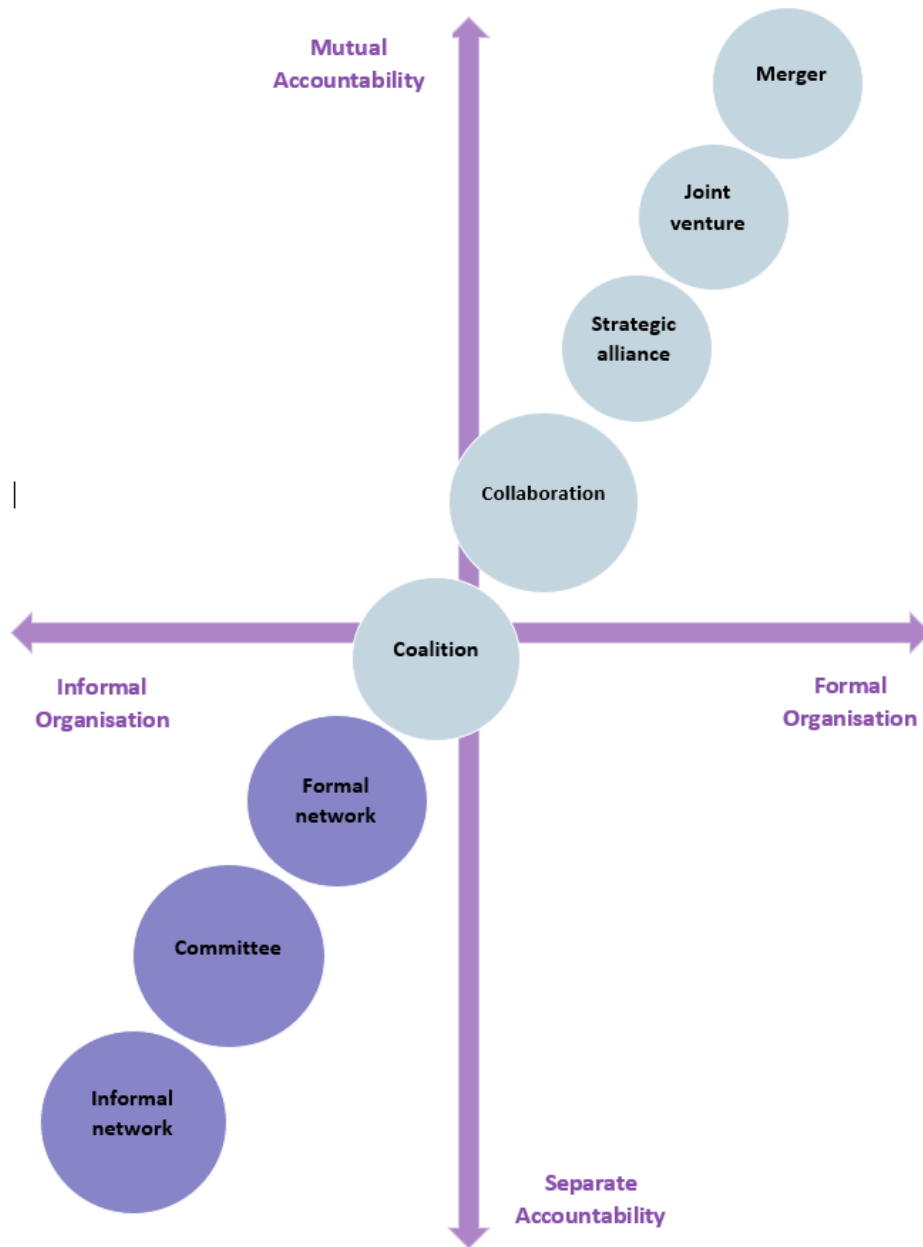 Mutual
Accountability
Merger
Joint
venture
Strategic
alliance
Collaboration
Coalition
Informal
Organisation
Formal
Organisation
Formal
network
Committee
Informal
network
Separate
Accountability